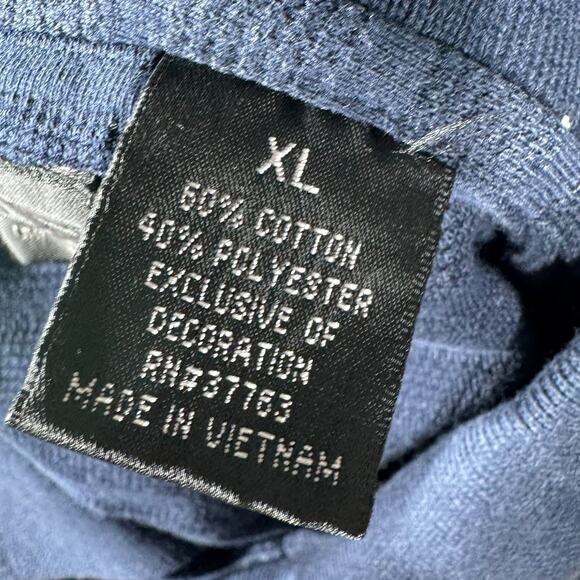 XL
60% COTTON
40% POLYESTER
EXCLUSIVE OF
DECORATION
RN#37763
MADE IN VIETNAM